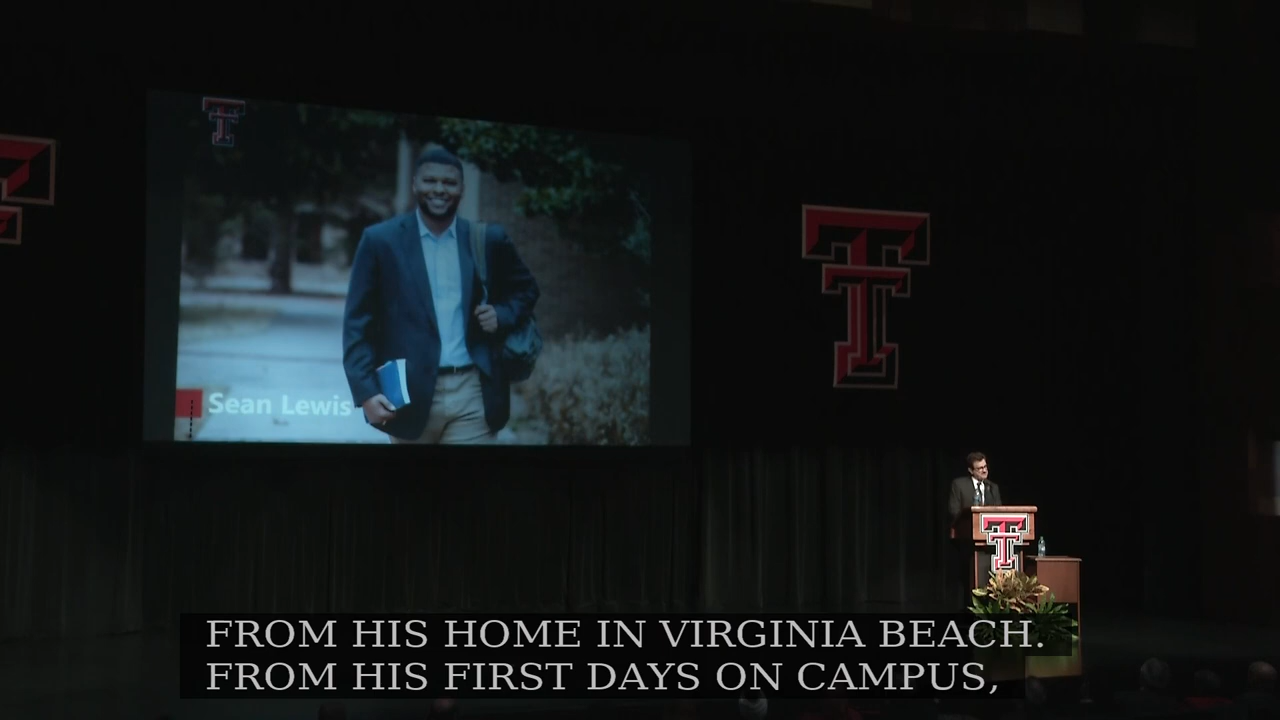 Sean Lewis
FROM HIS HOME IN VIRGINIA BEACH.
FROM HIS FIRST DAYS ON CAMPUS,